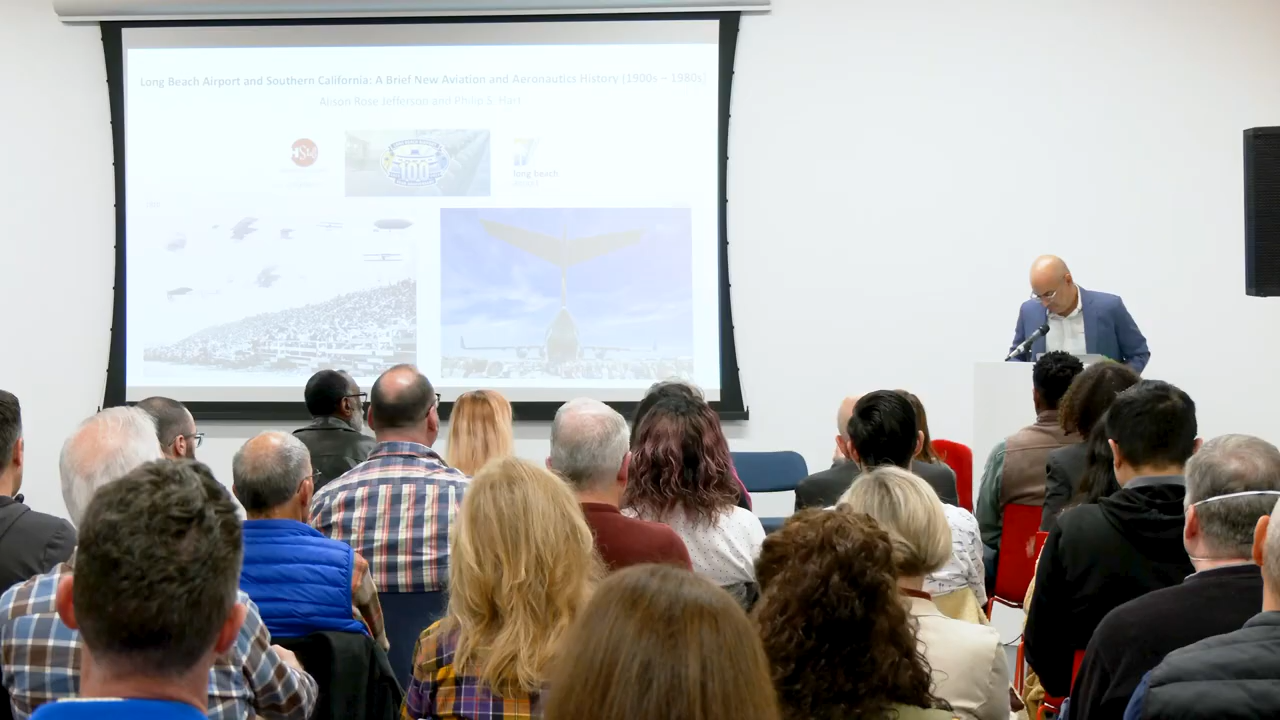 Long Beach Airport and Southern California: A Brief New Aviation and Aeronautics History (1900s – 1980s)
Alison Rose Jefferson and Philip S. Hart
100
long beach